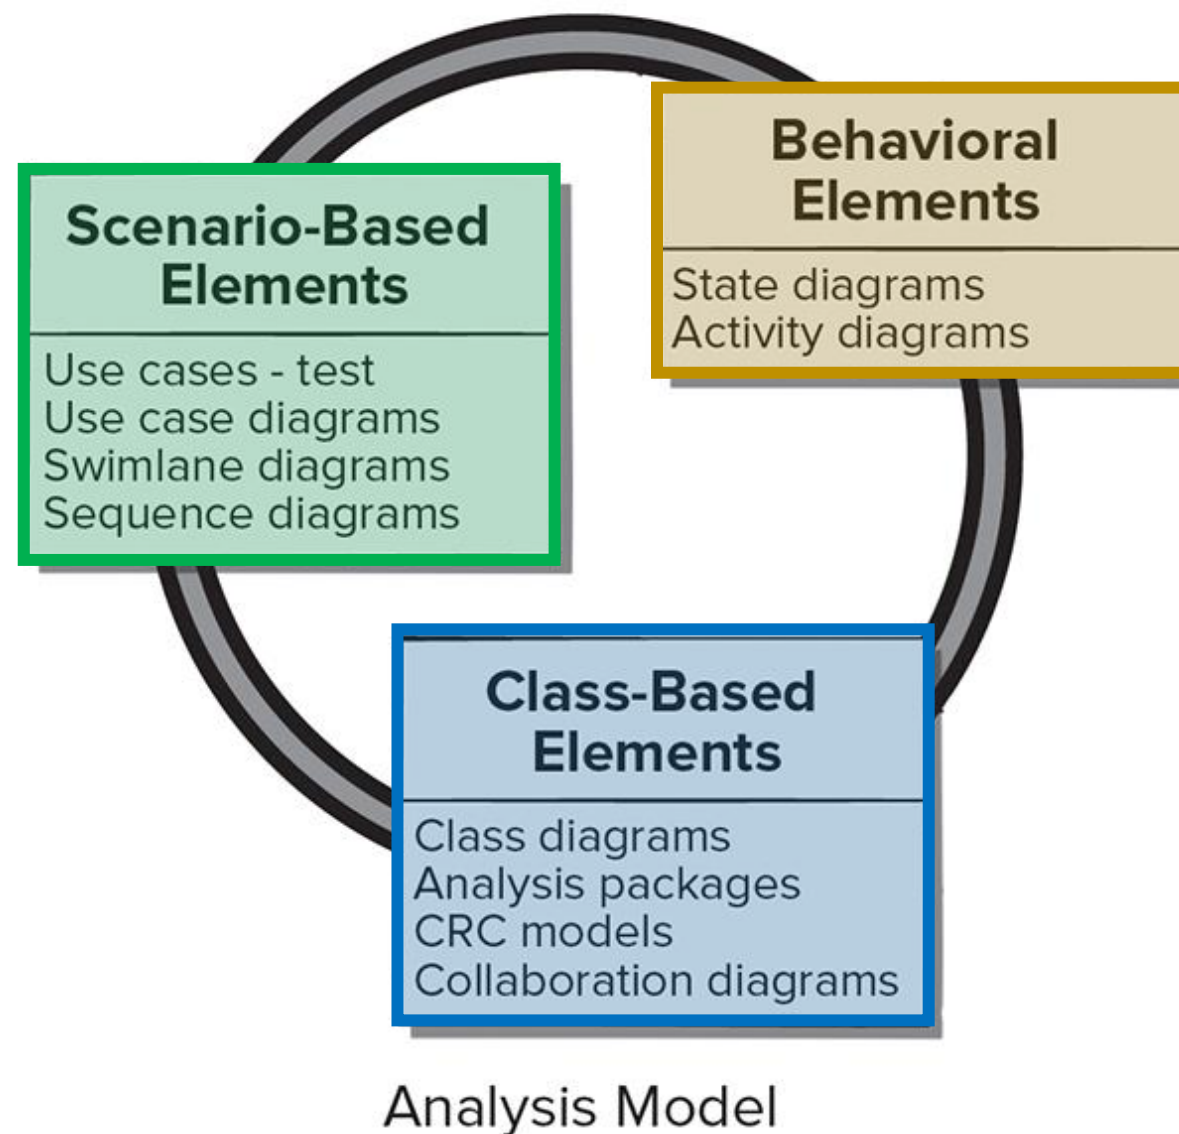 Scenario-Based
Elements
Use cases - test
Use case diagrams
Swimlane diagrams
Sequence diagrams
Behavioral
Elements
State diagrams
Activity diagrams
Class-Based
Elements
Class diagrams
Analysis packages
CRC models
Collaboration diagrams
Analysis Model